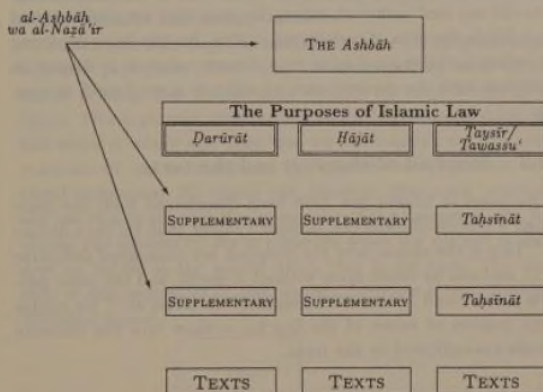 al-Ashbāh
wa al-Naẓā'ir
THE Ashbāh
The Purposes of Islamic Law
Ḍarūrāt Ḥājāt Taysīr/
Tawassuʿ
SUPPLEMENTARY SUPPLEMENTARY Taḥsīnāt
SUPPLEMENTARY SUPPLEMENTARY Taḥsīnāt
TEXTS TEXTS TEXTS